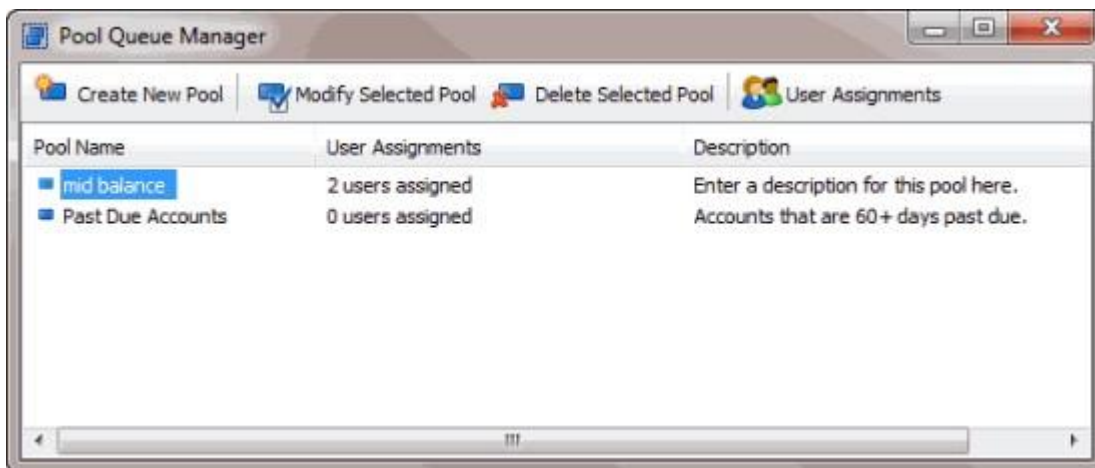 Pool Queue Manager
Create New Pool Modify Selected Pool Delete Selected Pool User Assignments
Pool Name User Assignments Description
mid balance 2 users assigned Enter a description for this pool here.
Past Due Accounts 0 users assigned Accounts that are 60+ days past due.